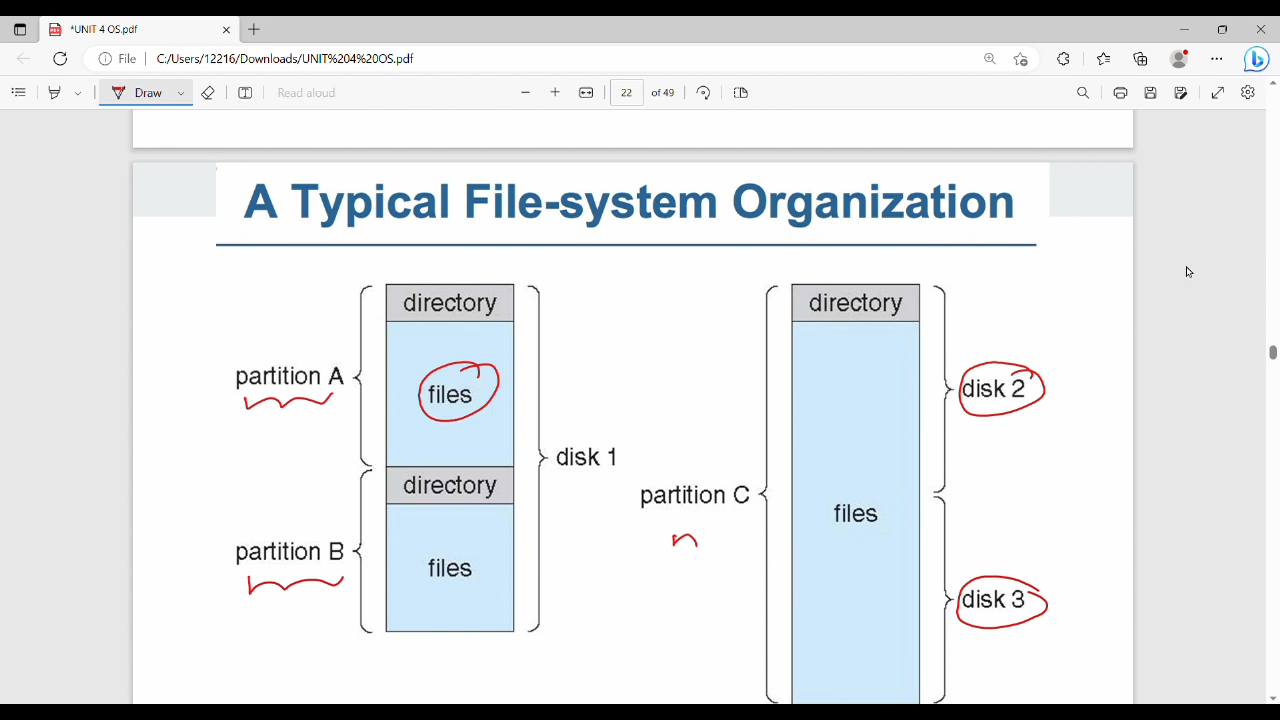 *UNIT 4 OS.pdf
File C:/Users/12216/Downloads/UNIT%204%20OS.pdf
Draw Read aloud 22 of 49
A Typical File-system Organization
directory
files
partition A
directory
files
partition B
disk 1
directory
files
partition C
disk 2
disk 3